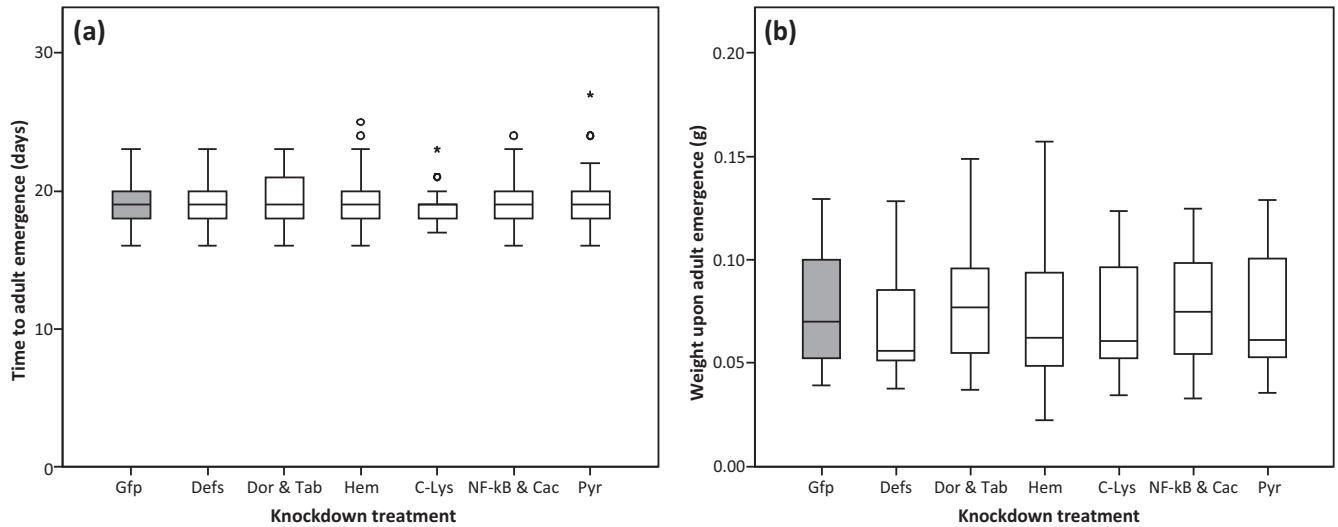 (a)
Time to adult emergence (days)
30
20
10
0
Gfp Defs Dor & Tab Hem C-Lys NF-kB & Cac Pyr
Knockdown treatment
(b)
Weight upon adult emergence (g)
0.20
0.15
0.10
0.05
0.00
Gfp Defs Dor & Tab Hem C-Lys NF-kB & Cac Pyr
Knockdown treatment